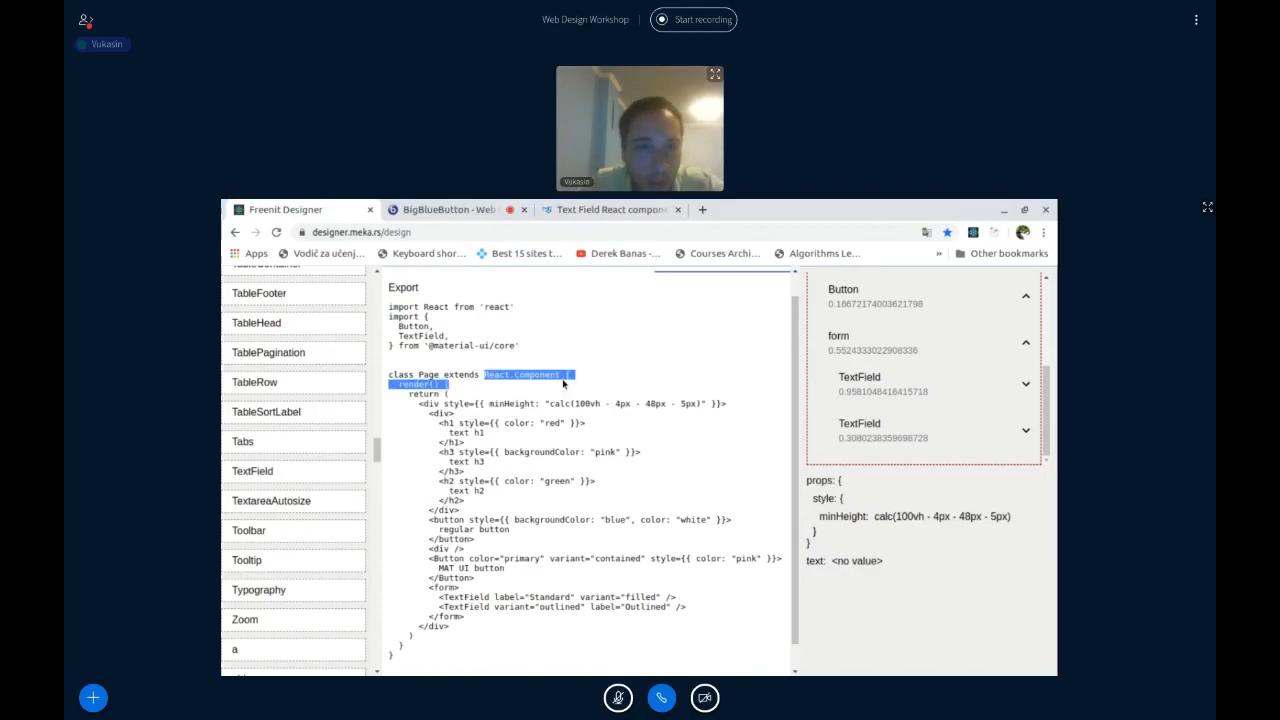 Web Design Workshop
Start recording
Vukasin
Vukasin
Freenit Designer
BigBlueButton - Web
Text Field React compon
designer.meka.rs/design
Apps
Vodič za učenj...
Keyboard shor...
Best 15 sites t...
Derek Banas -...
Courses Archi...
Algorithms Le...
»
Other bookmarks
TableFooter
TableHead
TablePagination
TableRow
TableSortLabel
Tabs
TextField
TextareaAutosize
Toolbar
Tooltip
Typography
Zoom
a
Export
import React from 'react'
import {
Button,
TextField,
} from '@material-ui/core'
class Page extends React.Component {
render() {
return (
<div style={{ minHeight: "calc(100vh - 4px - 48px - 5px)" }}>
<div>
<h1 style={{ color: "red" }}>
text h1
</h1>
<h3 style={{ backgroundColor: "pink" }}>
text h3
</h3>
<h2 style={{ color: "green" }}>
text h2
</h2>
</div>
<button style={{ backgroundColor: "blue", color: "white" }}>
regular button
</button>
<div />
<Button color="primary" variant="contained" style={{ color: "pink" }}>
MAT UI button
</Button>
<form>
<TextField label="Standard" variant="filled" />
<TextField variant="outlined" label="Outlined" />
</form>
</div>
)
}
}
Button
0.16672174003621798
form
0.5524333022908336
TextField
0.9581048416415718
TextField
0.3080238359698728
props: {
style: {
minHeight: calc(100vh - 4px - 48px - 5px)
}
}
text: <no value>